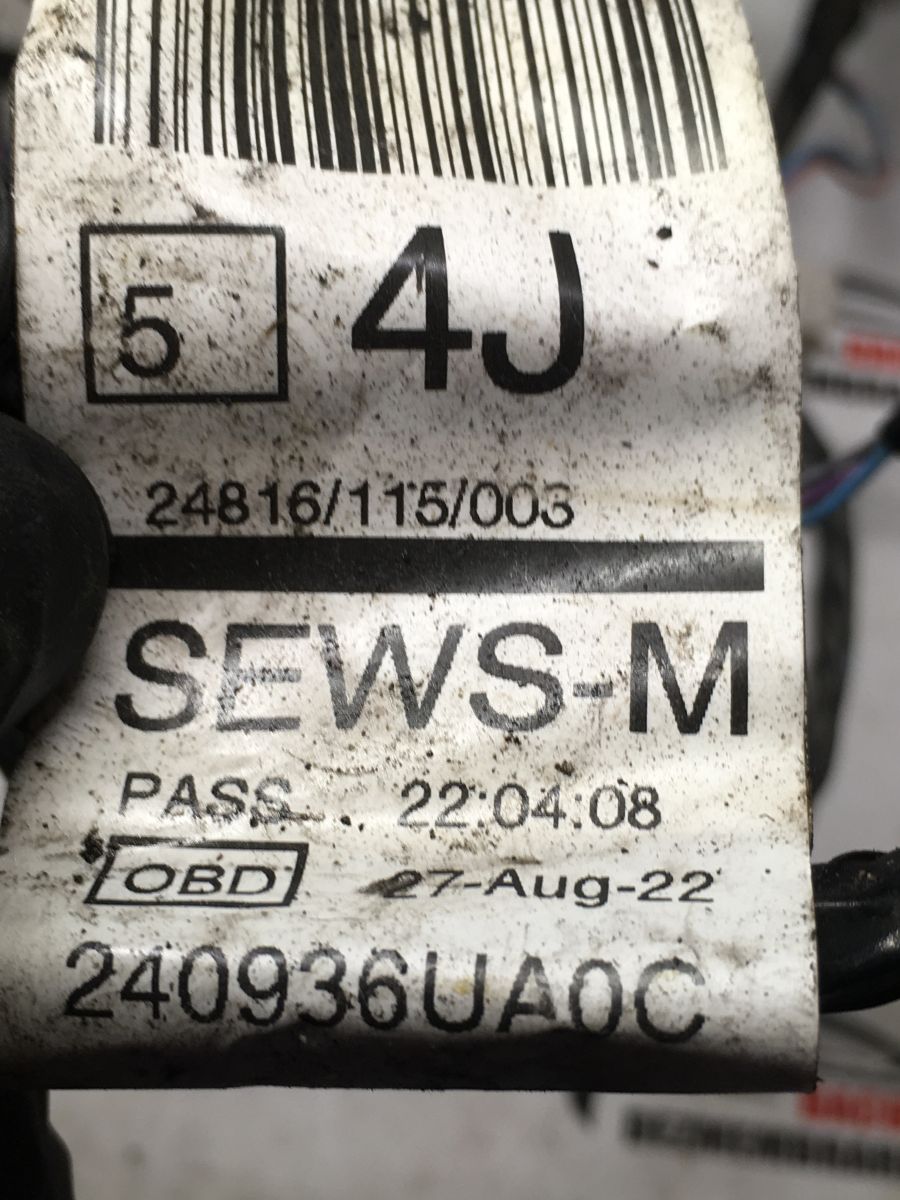 5 4J
24816/115/003
SEWS-M
PASS 22:04:08
OBD 27-Aug-22
240936UA0C